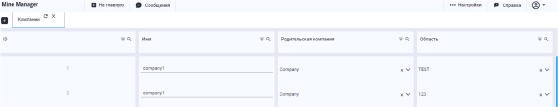 Mine Manager На главную Сообщения ••• Настройки Справка
Компании
ID Имя Родительская компания Область
1 company1 Company TEST
2 company1 Company 123